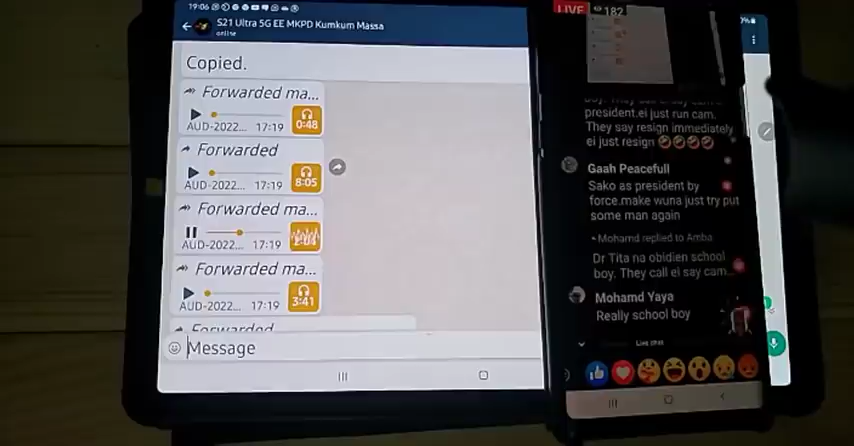 19:06
S21 Ultra 5G EE MKPD Kumkum Massa
online
Copied.
Forwarded ma...
0:48
AUD-2022... 17:19
Forwarded
8:05
AUD-2022... 17:19
Forwarded ma...
AUD-2022... 17:19
Forwarded ma...
3:41
AUD-2022... 17:19
Forwarded
Message
LIVE 182
president.ei just run cam.
They say resign immediately
ei just resign
Gaah Peacefull
Sako as president by
force.make wuna just try put
some man again
Mohamd replied to Amba
Dr Tita na obidien school
boy. They call ei say cam...
Mohamd Yaya
Really school boy
Live chat